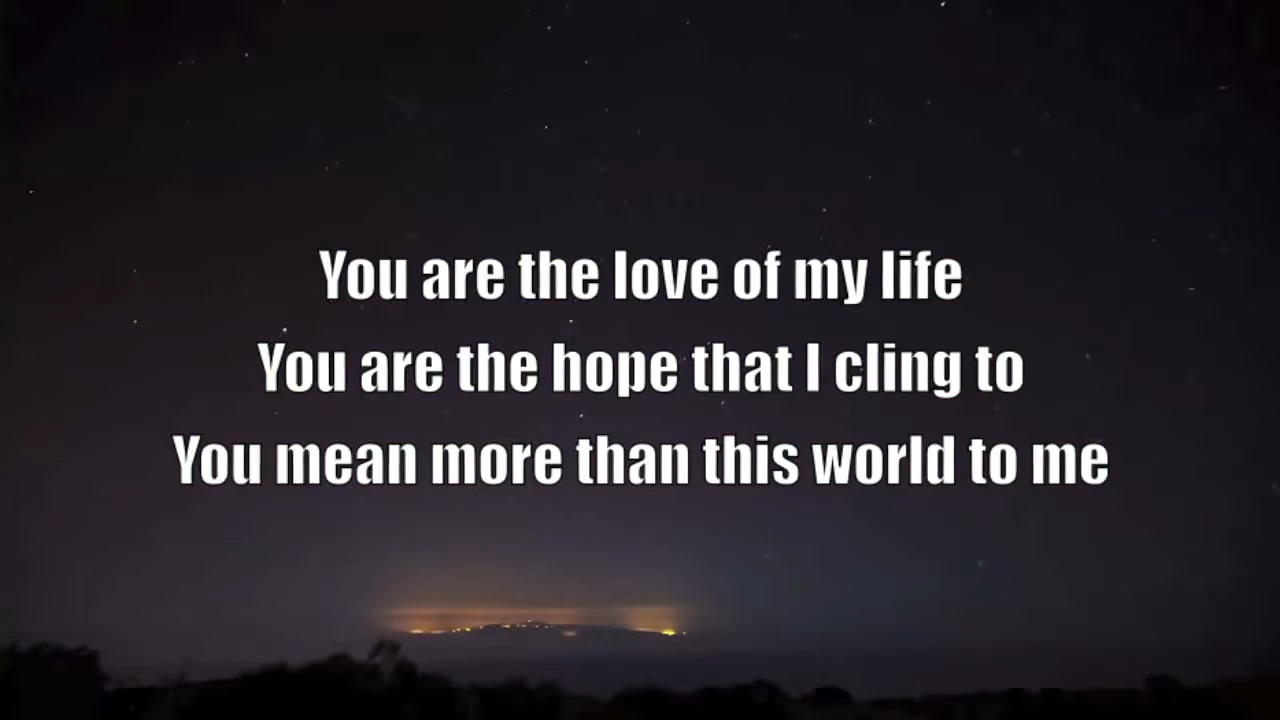 You are the love of my life
You are the hope that I cling to
You mean more than this world to me